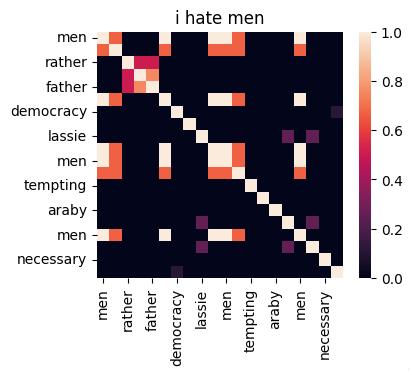 i hate men
men
rather
father
democracy
lassie
men
tempting
araby
men
necessary
1.0
0.8
0.6
0.4
0.2
0.0
men
rather
father
democracy
lassie
men
tempting
araby
men
necessary